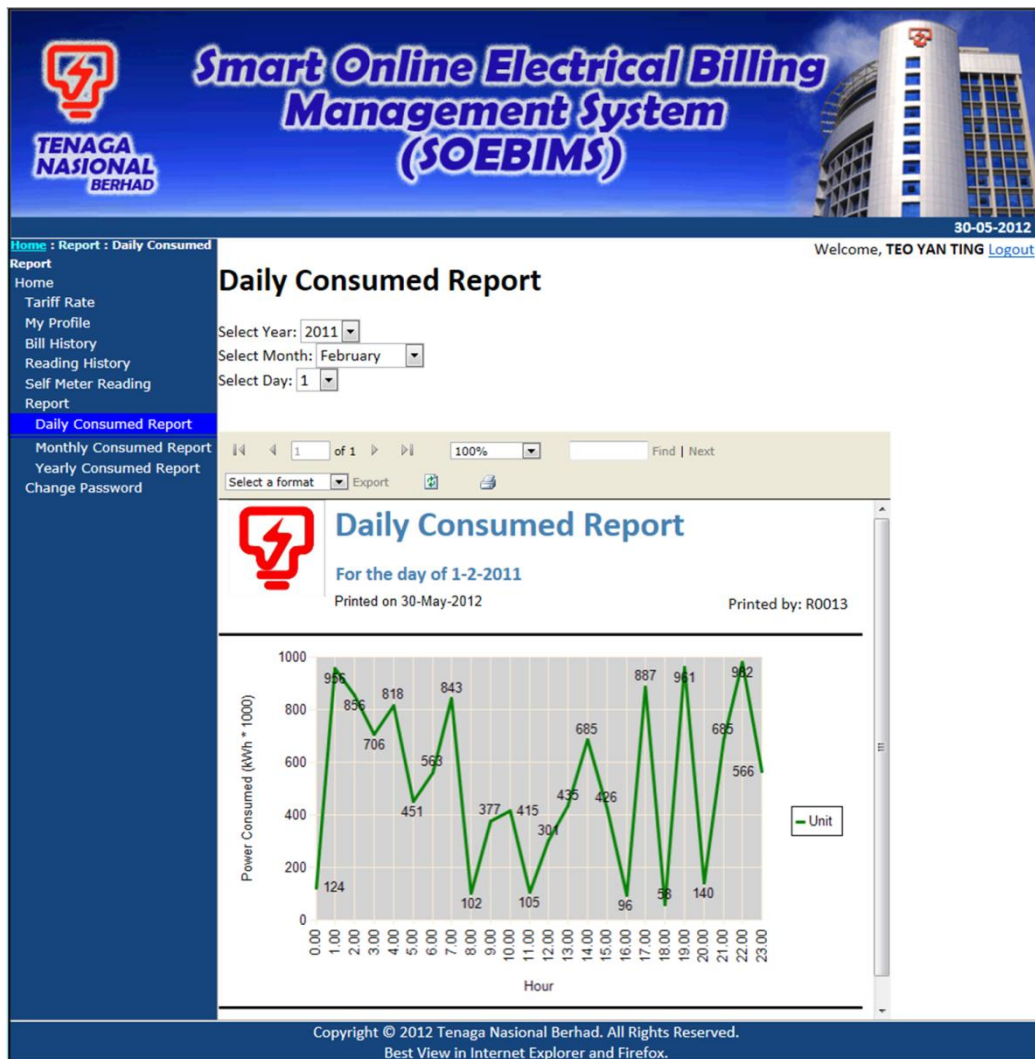 Smart Online Electrical Billing
Management System
(SOEBIMS)
TENAGA
NASIONAL
BERHAD
30-05-2012
Home : Report : Daily Consumed
Report
Welcome, TEO YAN TING Logout
Home
Tariff Rate
My Profile
Bill History
Reading History
Self Meter Reading
Report
Daily Consumed Report
Monthly Consumed Report
Yearly Consumed Report
Change Password
Daily Consumed Report
Select Year: 2011
Select Month: February
Select Day: 1
1 of 1 100% Find | Next
Select a format Export
Daily Consumed Report
For the day of 1-2-2011
Printed on 30-May-2012
Printed by: R0013
Power Consumed (kWh * 1000)
1000
800
600
400
200
0
124
956
856
706
818
451
563
843
102
377
415
105
301
435
685
426
96
887
58
961
140
685
982
566
0.00
1.00
2.00
3.00
4.00
5.00
6.00
7.00
8.00
9.00
10.00
11.00
12.00
13.00
14.00
15.00
16.00
17.00
18.00
19.00
20.00
21.00
22.00
23.00
Hour
Unit
Copyright © 2012 Tenaga Nasional Berhad. All Rights Reserved.
Best View in Internet Explorer and Firefox.